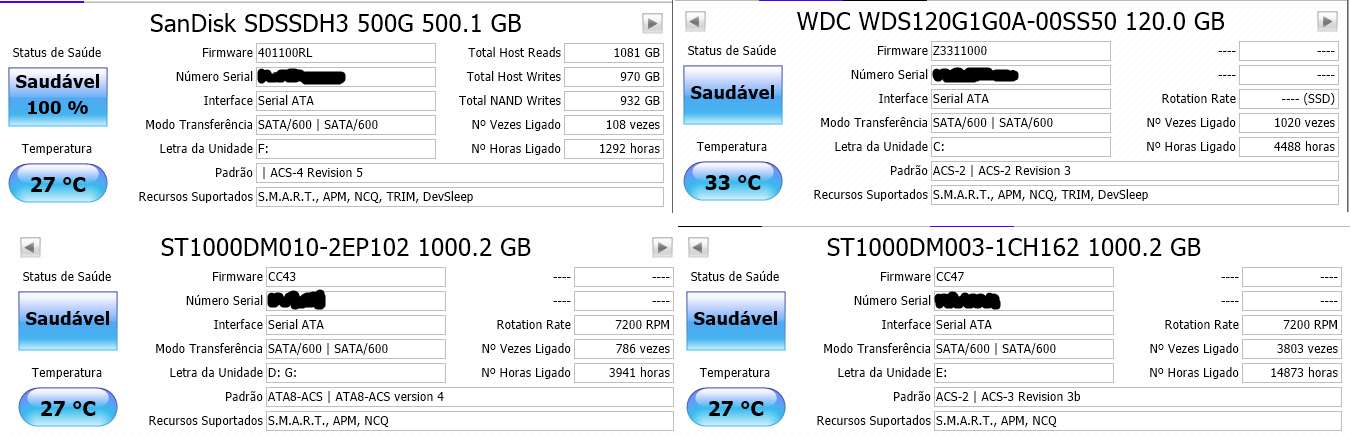 SanDisk SDSSDH3 500G 500.1 GB
Status de Saúde
Saudável
100 %
Temperatura
27 °C
Firmware 401100RL Total Host Reads 1081 GB
Número Serial Total Host Writes 970 GB
Interface Serial ATA Total NAND Writes 932 GB
Modo Transferência SATA/600 | SATA/600 Nº Vezes Ligado 108 vezes
Letra da Unidade F: Nº Horas Ligado 1292 horas
Padrão | ACS-4 Revision 5
Recursos Suportados S.M.A.R.T., APM, NCQ, TRIM, DevSleep
WDC WDS120G1G0A-00SS50 120.0 GB
Status de Saúde
Saudável
Temperatura
33 °C
Firmware Z3311000 ---- ----
Número Serial ---- ----
Interface Serial ATA Rotation Rate ---- (SSD)
Modo Transferência SATA/600 | SATA/600 Nº Vezes Ligado 1020 vezes
Letra da Unidade C: Nº Horas Ligado 4488 horas
Padrão ACS-2 | ACS-2 Revision 3
Recursos Suportados S.M.A.R.T., APM, NCQ, TRIM, DevSleep
ST1000DM010-2EP102 1000.2 GB
Status de Saúde
Saudável
Temperatura
27 °C
Firmware CC43 ---- ----
Número Serial ---- ----
Interface Serial ATA Rotation Rate 7200 RPM
Modo Transferência SATA/600 | SATA/600 Nº Vezes Ligado 786 vezes
Letra da Unidade D: G: Nº Horas Ligado 3941 horas
Padrão ATA8-ACS | ATA8-ACS version 4
Recursos Suportados S.M.A.R.T., APM, NCQ
ST1000DM003-1CH162 1000.2 GB
Status de Saúde
Saudável
Temperatura
27 °C
Firmware CC47 ---- ----
Número Serial ---- ----
Interface Serial ATA Rotation Rate 7200 RPM
Modo Transferência SATA/600 | SATA/600 Nº Vezes Ligado 3803 vezes
Letra da Unidade E: Nº Horas Ligado 14873 horas
Padrão ACS-2 | ACS-3 Revision 3b
Recursos Suportados S.M.A.R.T., APM, NCQ